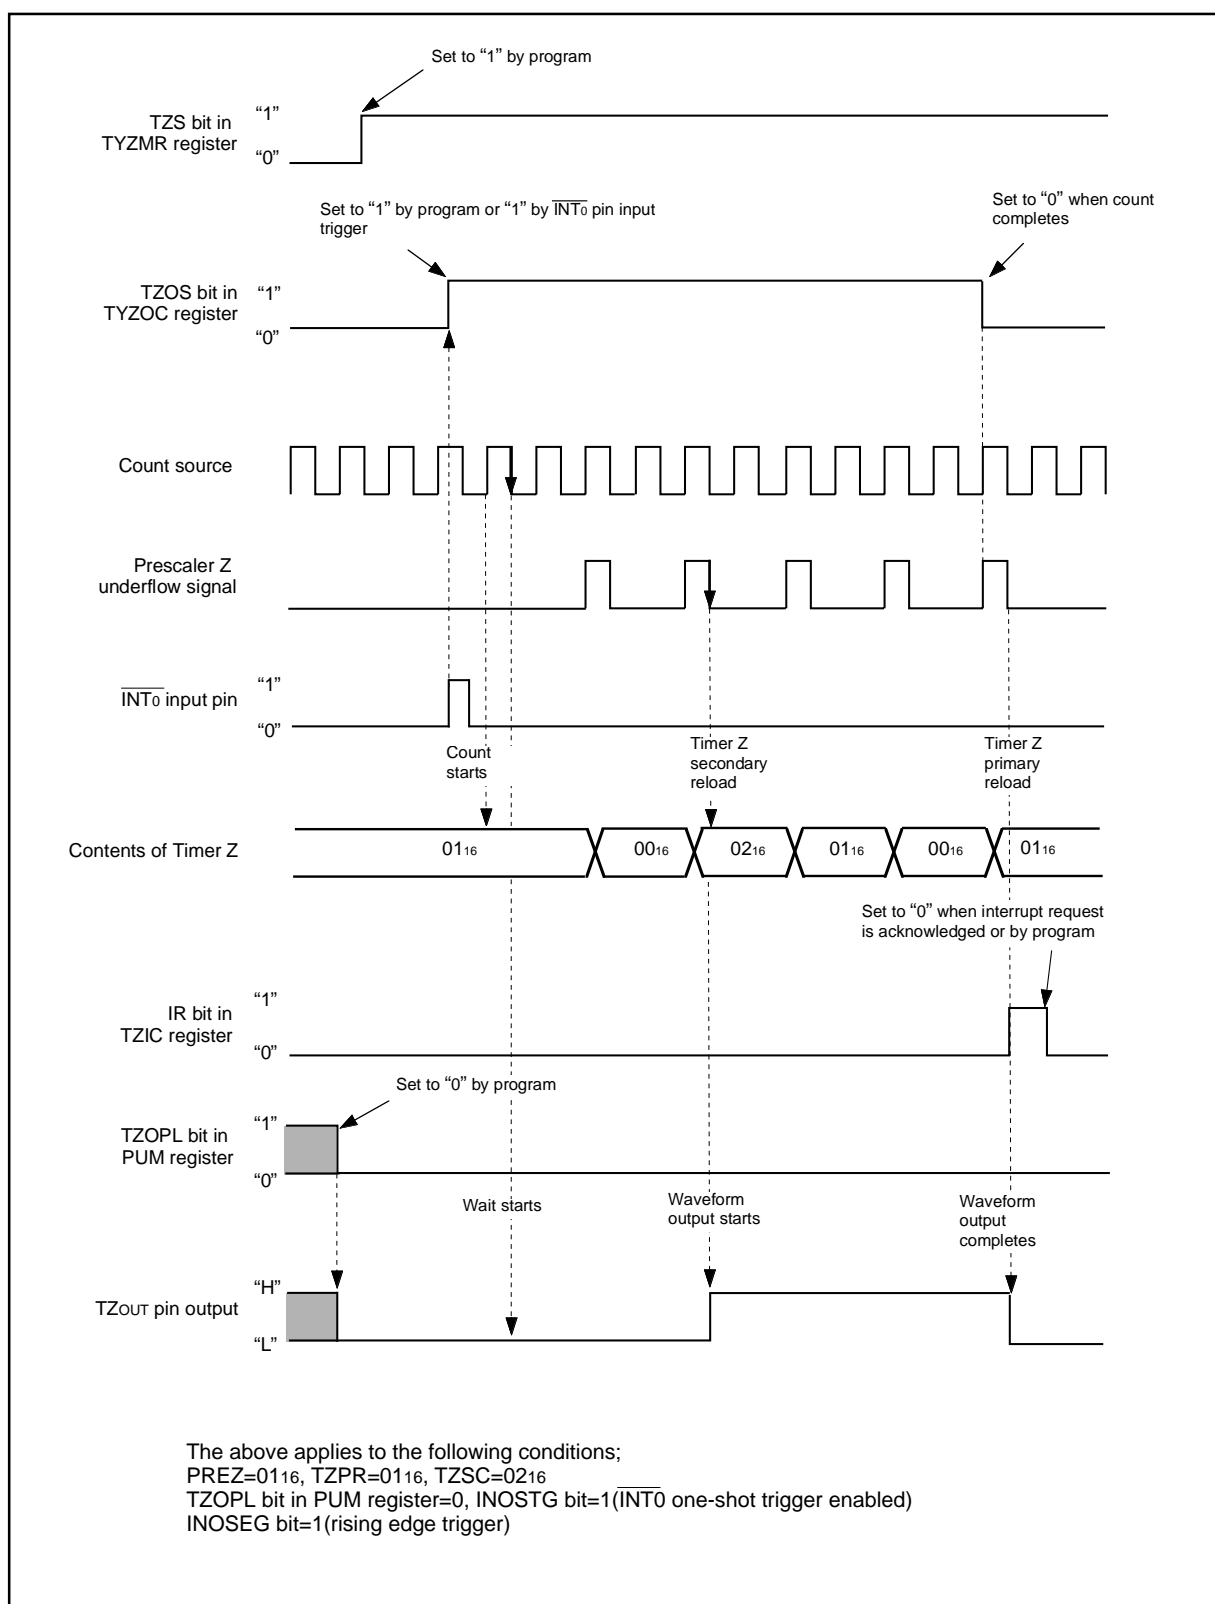 Set to “1” by program
“1”
TZS bit in
TYZMR register
“0”
Set to “1” by program or “1” by INT0 pin input
trigger
Set to “0” when count
completes
TZOS bit in
TYZOC register
“1”
“0”
Count source
Prescaler Z
underflow signal
INT0 input pin
“1”
“0”
Count
starts
Timer Z
secondary
reload
Timer Z
primary
reload
Contents of Timer Z
0116
0016
0216
0116
0016
0116
Set to “0” when interrupt request
is acknowledged or by program
IR bit in
TZIC register
“1”
“0”
Set to “0” by program
TZOPL bit in
PUM register
“1”
“0”
Wait starts
Waveform
output starts
Waveform
output
completes
TZOUT pin output
“H”
“L”
The above applies to the following conditions;
PREZ=0116, TZPR=0116, TZSC=0216
TZOPL bit in PUM register=0, INOSTG bit=1(INT0 one-shot trigger enabled)
INOSEG bit=1(rising edge trigger)